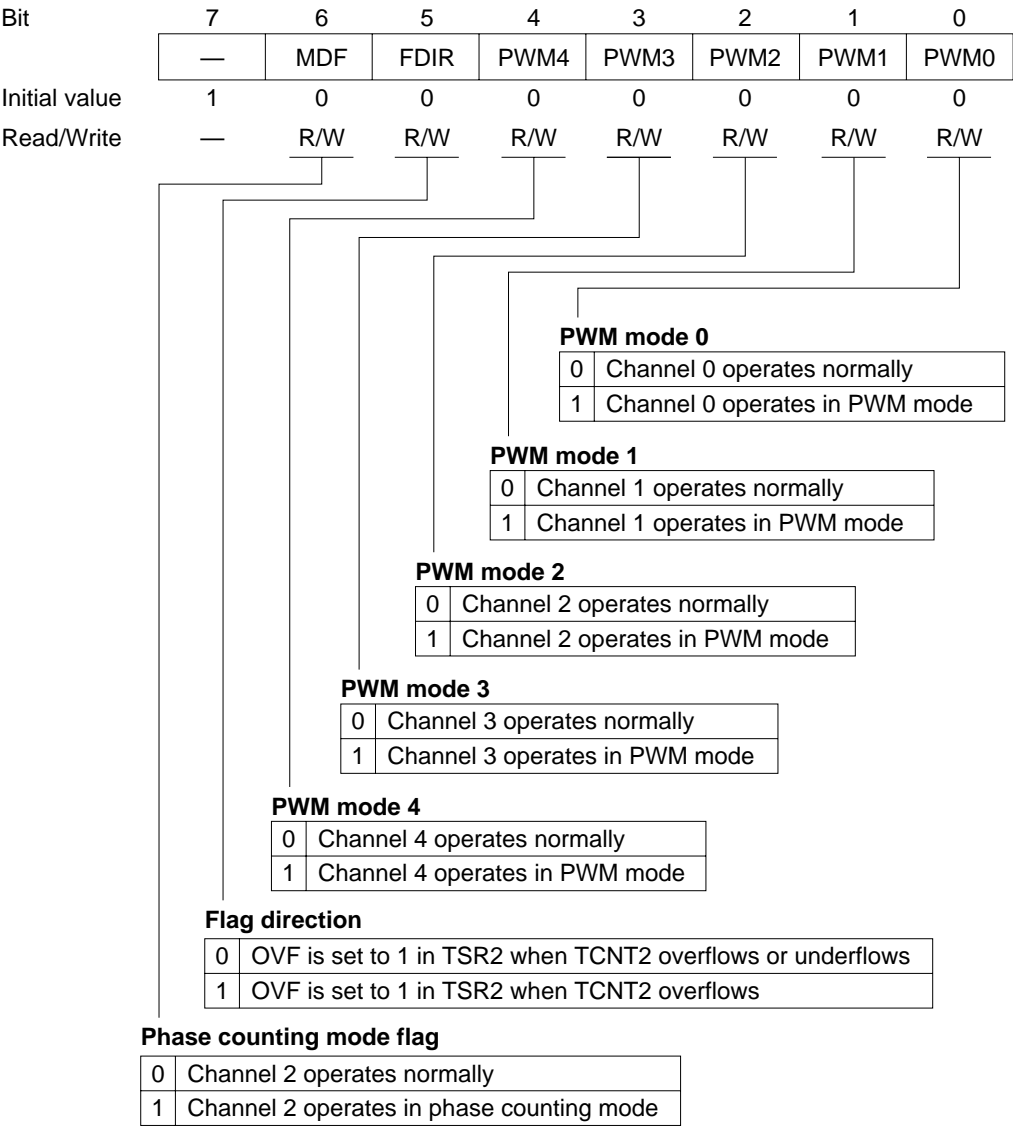 Bit 7 6 5 4 3 2 1 0
— MDF FDIR PWM4 PWM3 PWM2 PWM1 PWM0
Initial value 1 0 0 0 0 0 0 0
Read/Write — R/W R/W R/W R/W R/W R/W R/W
PWM mode 0
0 Channel 0 operates normally
1 Channel 0 operates in PWM mode
PWM mode 1
0 Channel 1 operates normally
1 Channel 1 operates in PWM mode
PWM mode 2
0 Channel 2 operates normally
1 Channel 2 operates in PWM mode
PWM mode 3
0 Channel 3 operates normally
1 Channel 3 operates in PWM mode
PWM mode 4
0 Channel 4 operates normally
1 Channel 4 operates in PWM mode
Flag direction
0 OVF is set to 1 in TSR2 when TCNT2 overflows or underflows
1 OVF is set to 1 in TSR2 when TCNT2 overflows
Phase counting mode flag
0 Channel 2 operates normally
1 Channel 2 operates in phase counting mode